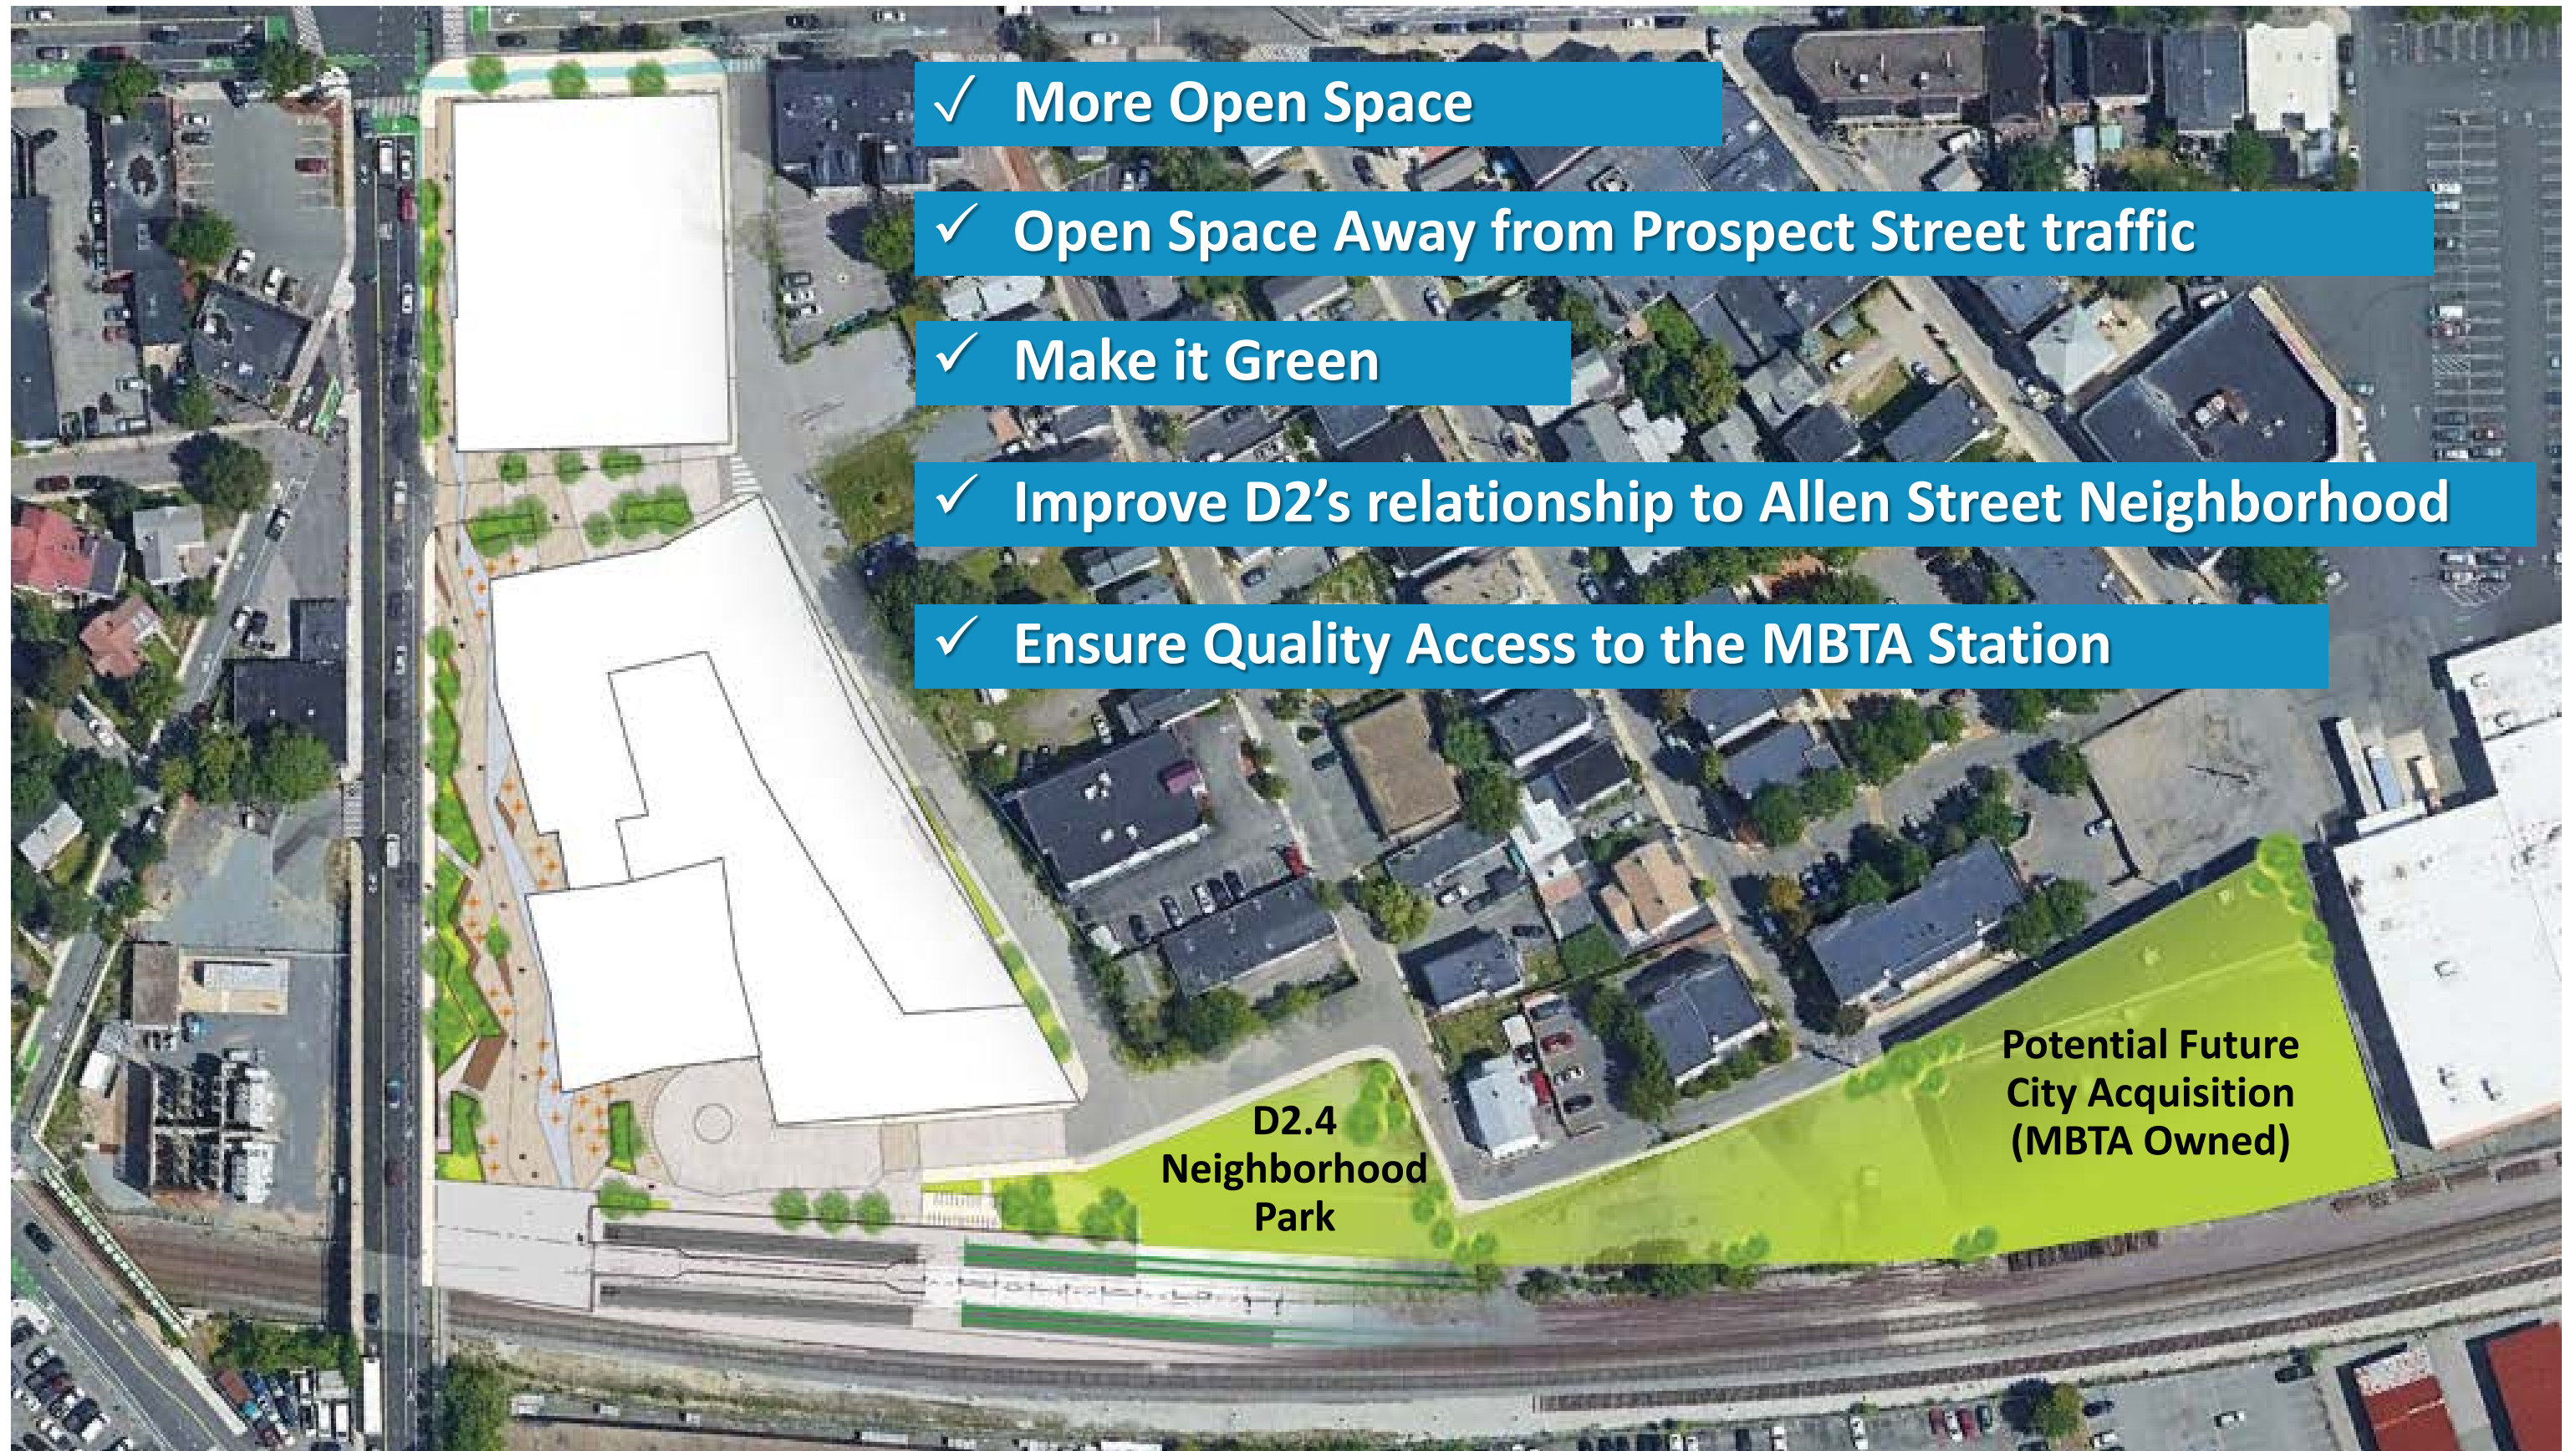 ✓ More Open Space
✓ Open Space Away from Prospect Street traffic
✓ Make it Green
✓ Improve D2’s relationship to Allen Street Neighborhood
✓ Ensure Quality Access to the MBTA Station
D2.4
Neighborhood
Park
Potential Future
City Acquisition
(MBTA Owned)